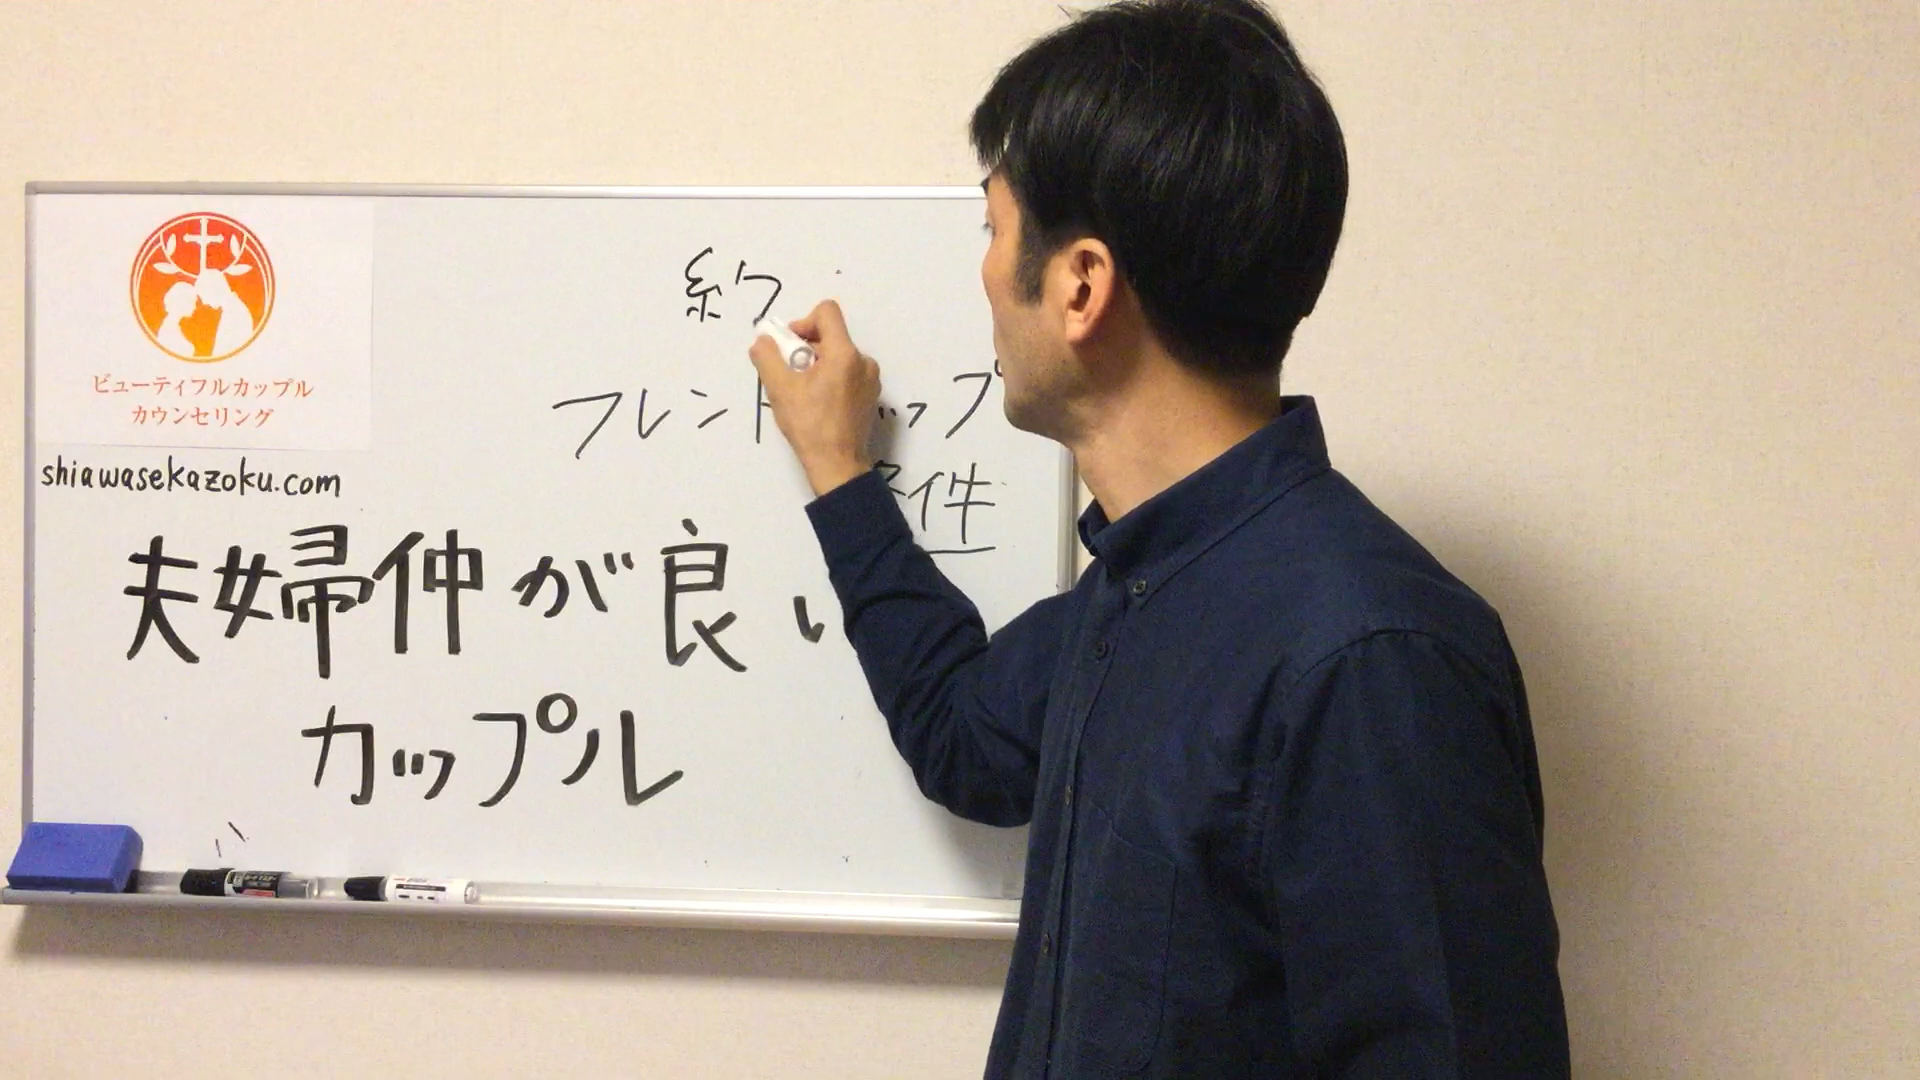 ビューティフルカップル
カウンセリング
shiawasekazoku.com
約
フレンド ップ
件
夫婦仲が良い
カップル